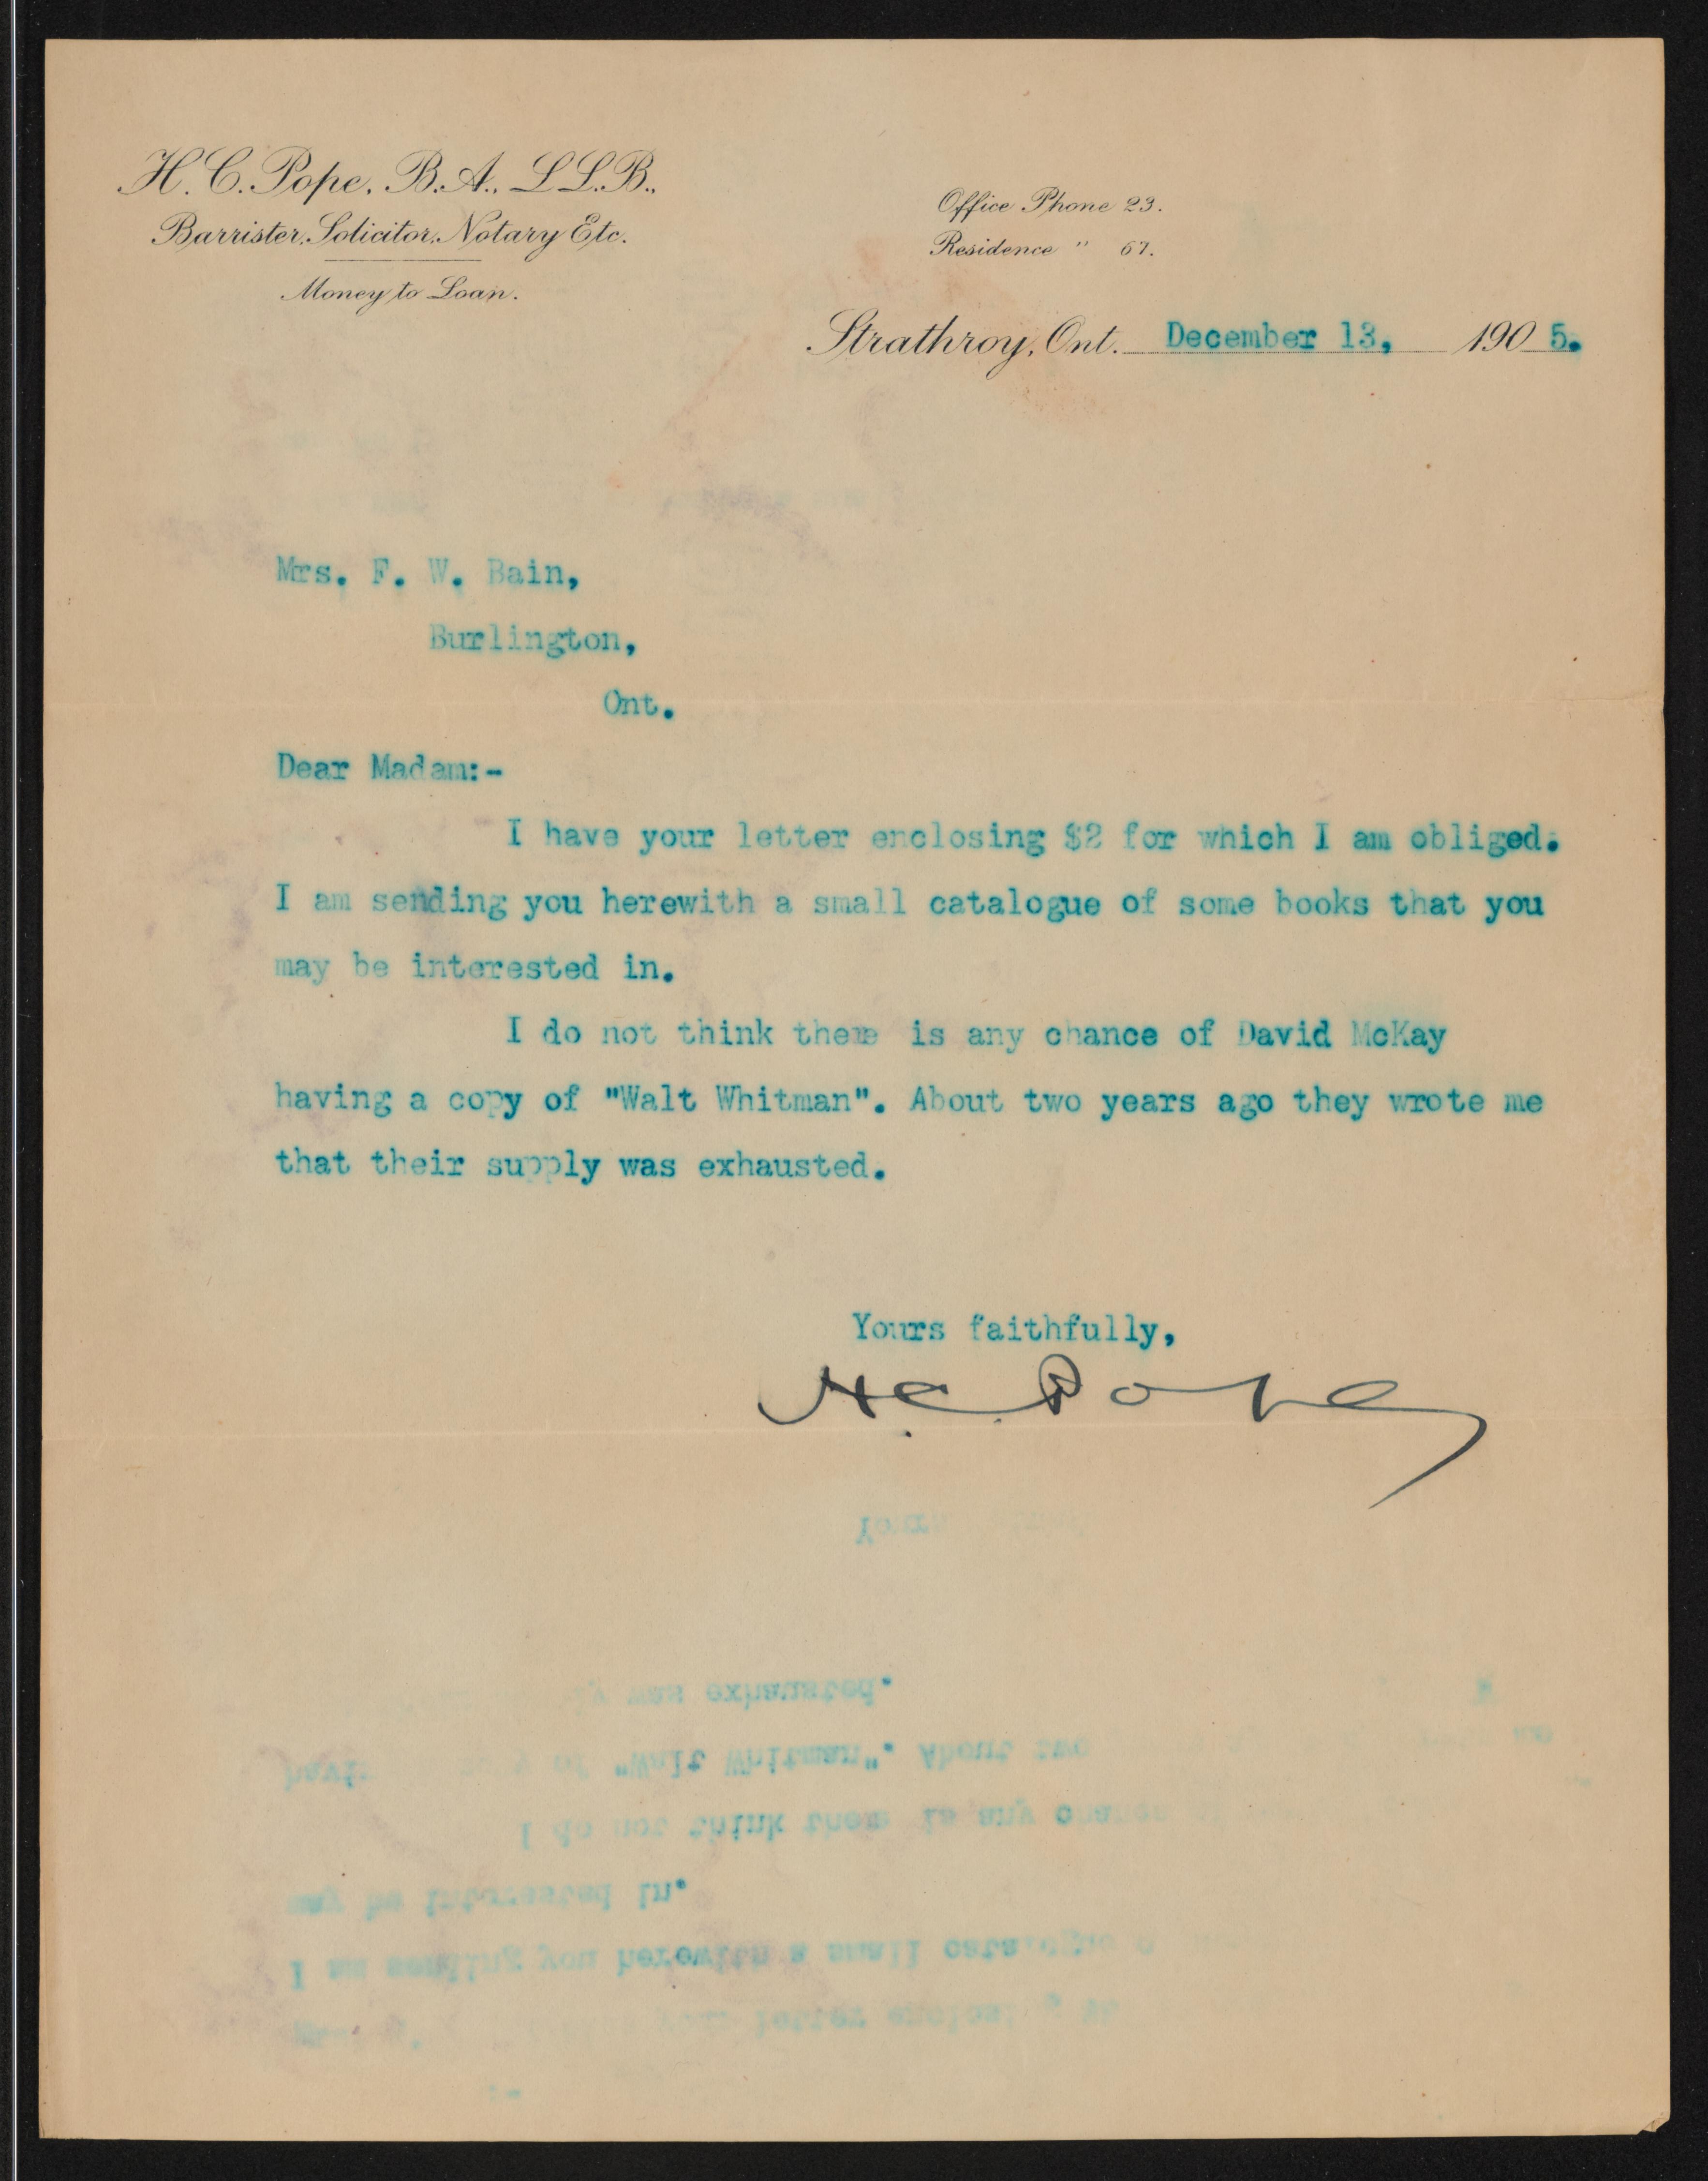 H. C. Pope, B.A., LL.B.,
Barrister, Solicitor, Notary Etc.
Money to Loan.
Office Phone 23.
Residence " 67.
Strathroy, Ont. December 13, 1905.
Mrs. F. W. Bain,
Burlington,
Ont.
Dear Madam:-
I have your letter enclosing $2 for which I am obliged.
I am sending you herewith a small catalogue of some books that you
may be interested in.
I do not think there is any chance of David McKay
having a copy of "Walt Whitman". About two years ago they wrote me
that their supply was exhausted.
Yours faithfully,
H. C. Pope